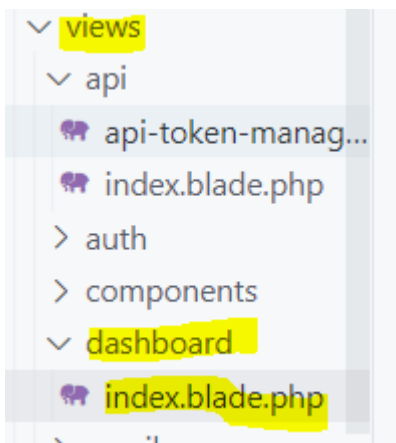 views
api
api-token-manag...
index.blade.php
auth
components
dashboard
index.blade.php